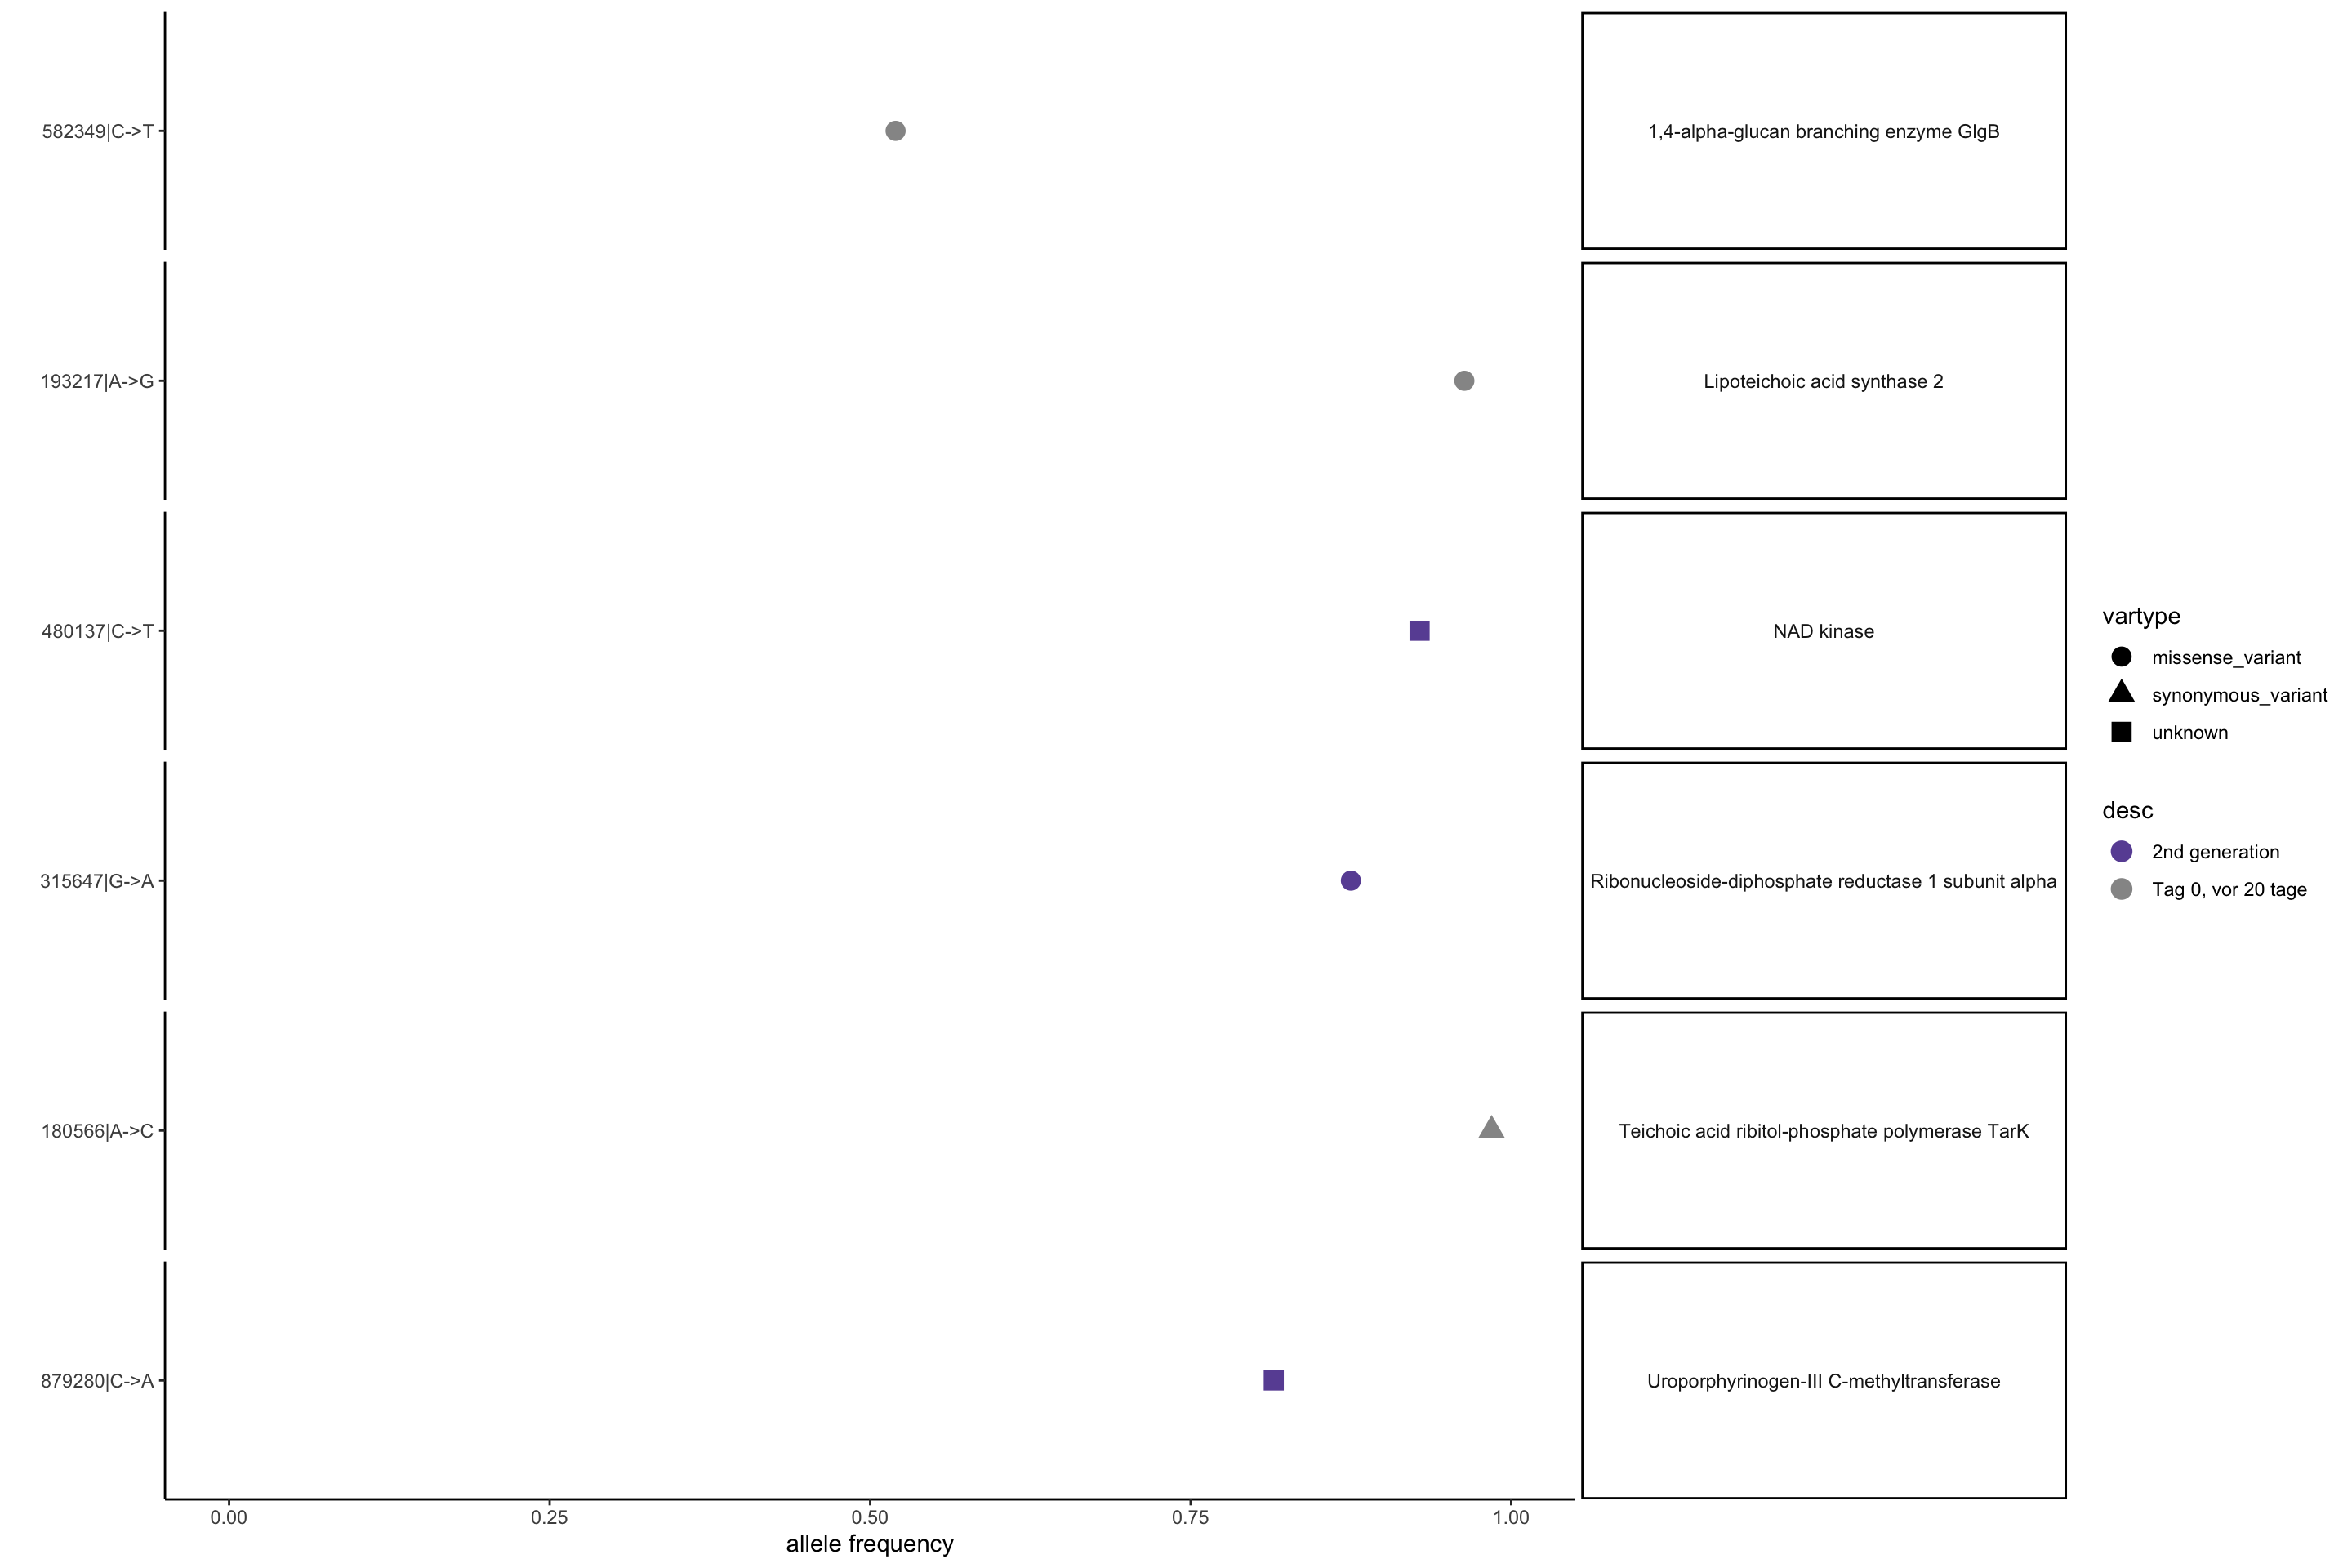 582349|C->T
1,4-alpha-glucan branching enzyme GlgB
193217|A->G
Lipoteichoic acid synthase 2
480137|C->T
NAD kinase
315647|G->A
Ribonucleoside-diphosphate reductase 1 subunit alpha
180566|A->C
Teichoic acid ribitol-phosphate polymerase TarK
879280|C->A
Uroporphyrinogen-III C-methyltransferase
0.00
0.25
0.50
0.75
1.00
allele frequency
vartype
missense_variant
synonymous_variant
unknown
desc
2nd generation
Tag 0, vor 20 tage